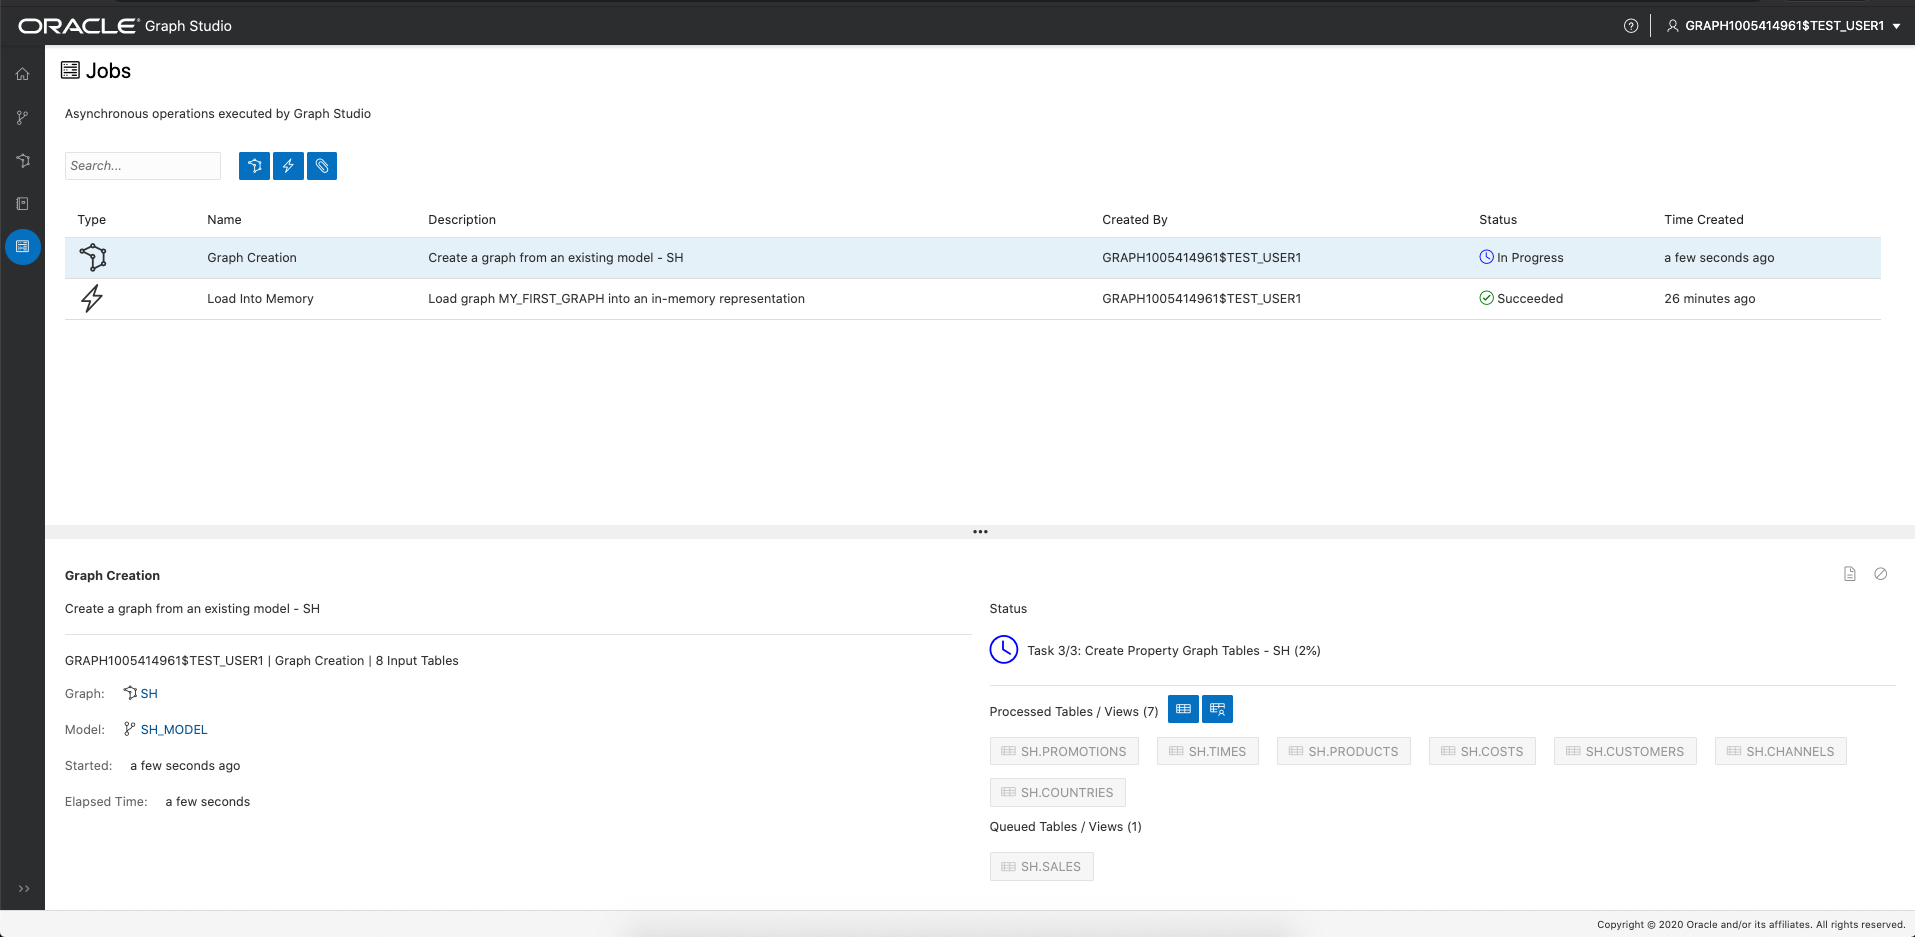 ORACLE® Graph Studio
GRAPH1005414961$TEST_USER1
Jobs
Asynchronous operations executed by Graph Studio
Search...
Type Name Description Created By Status Time Created
Graph Creation Create a graph from an existing model - SH GRAPH1005414961$TEST_USER1 In Progress a few seconds ago
Load Into Memory Load graph MY_FIRST_GRAPH into an in-memory representation GRAPH1005414961$TEST_USER1 Succeeded 26 minutes ago
Graph Creation
Create a graph from an existing model - SH
GRAPH1005414961$TEST_USER1 | Graph Creation | 8 Input Tables
Graph: SH
Model: SH_MODEL
Started: a few seconds ago
Elapsed Time: a few seconds
Status
Task 3/3: Create Property Graph Tables - SH (2%)
Processed Tables / Views (7)
SH.PROMOTIONS SH.TIMES SH.PRODUCTS SH.COSTS SH.CUSTOMERS SH.CHANNELS
SH.COUNTRIES
Queued Tables / Views (1)
SH.SALES
Copyright © 2020 Oracle and/or its affiliates. All rights reserved.